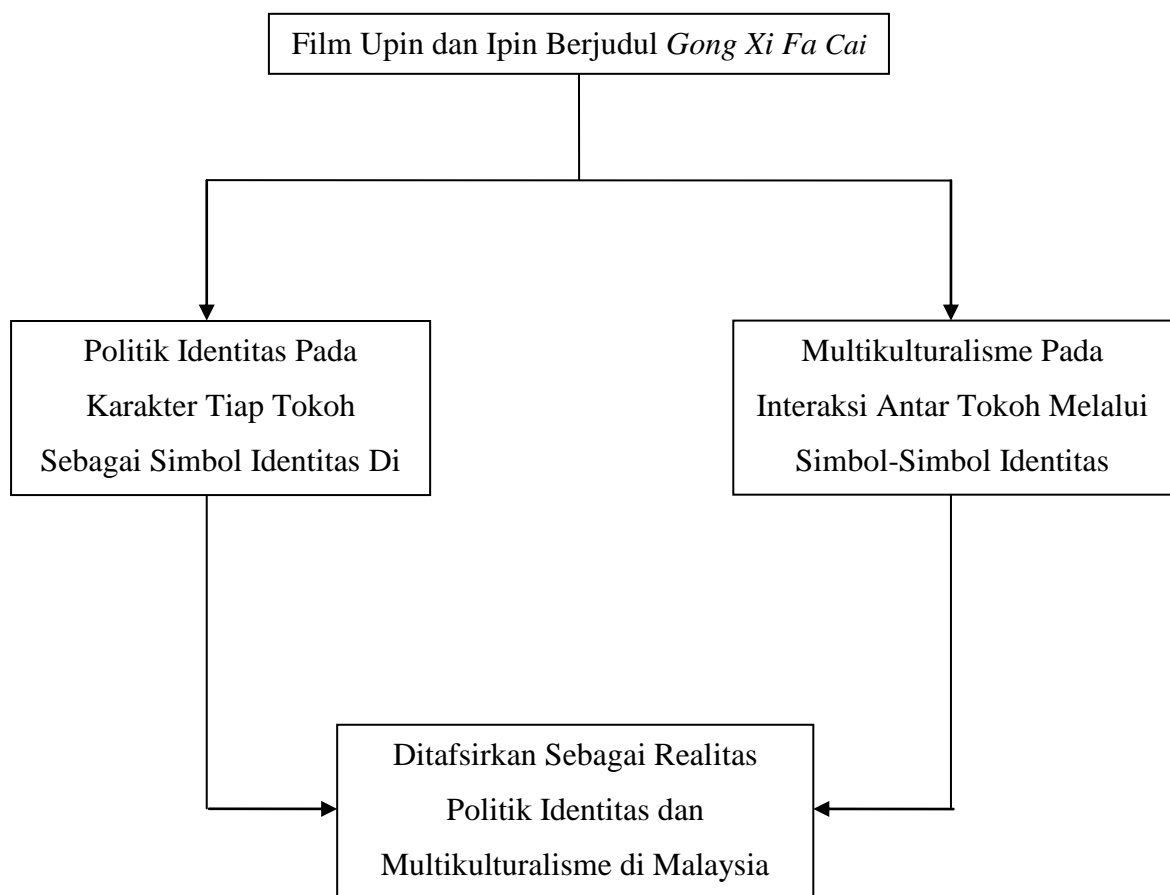 Film Upin dan Ipin Berjudul Gong Xi Fa Cai
Politik Identitas Pada
Karakter Tiap Tokoh
Sebagai Simbol Identitas Di
Multikulturalisme Pada
Interaksi Antar Tokoh Melalui
Simbol-Simbol Identitas
Ditafsirkan Sebagai Realitas
Politik Identitas dan
Multikulturalisme di Malaysia